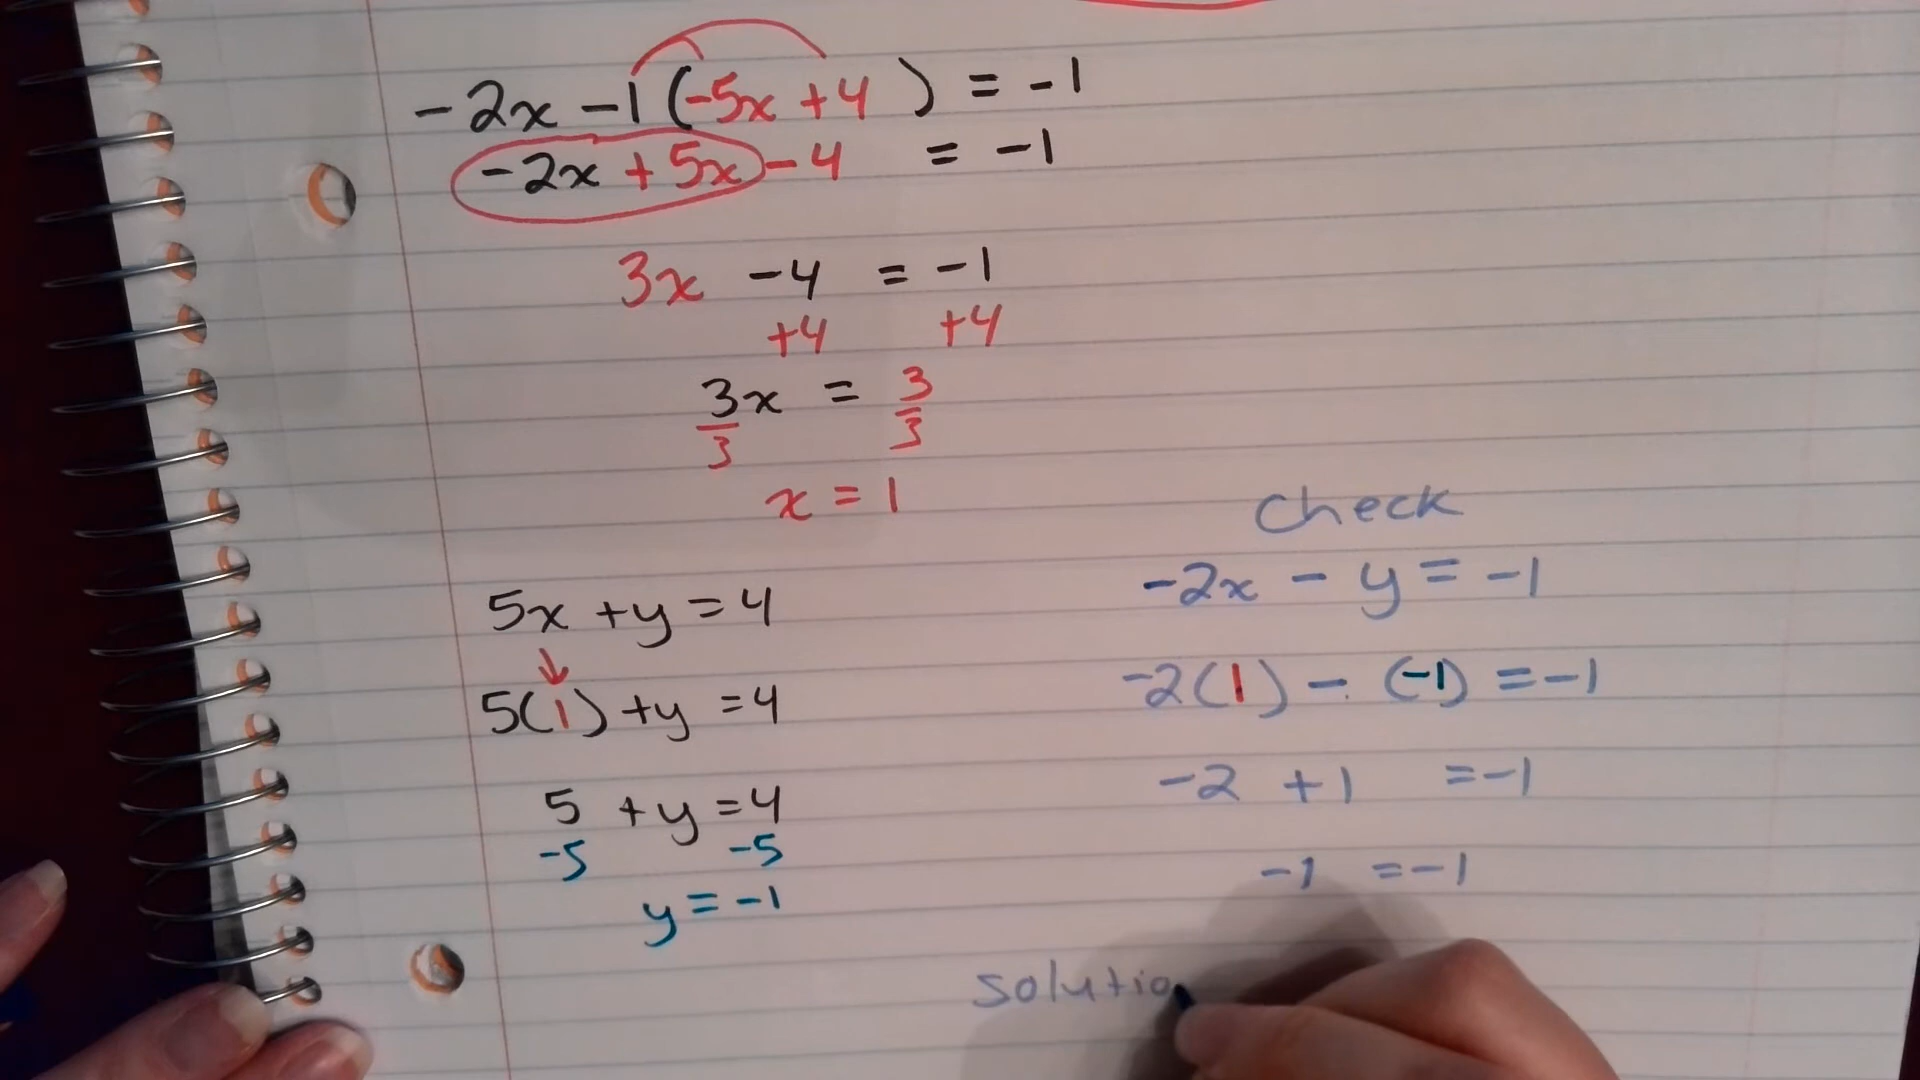 -2x -1(-5x +4) = -1
-2x +5x -4 = -1
3x -4 = -1
+4 +4
3x = 3
3 3
x = 1
5x +y =4
5(1) +y =4
5 +y =4
-5 -5
y = -1
Check
-2x - y = -1
-2(1) - (-1) = -1
-2 +1 =-1
-1 =-1
solutio